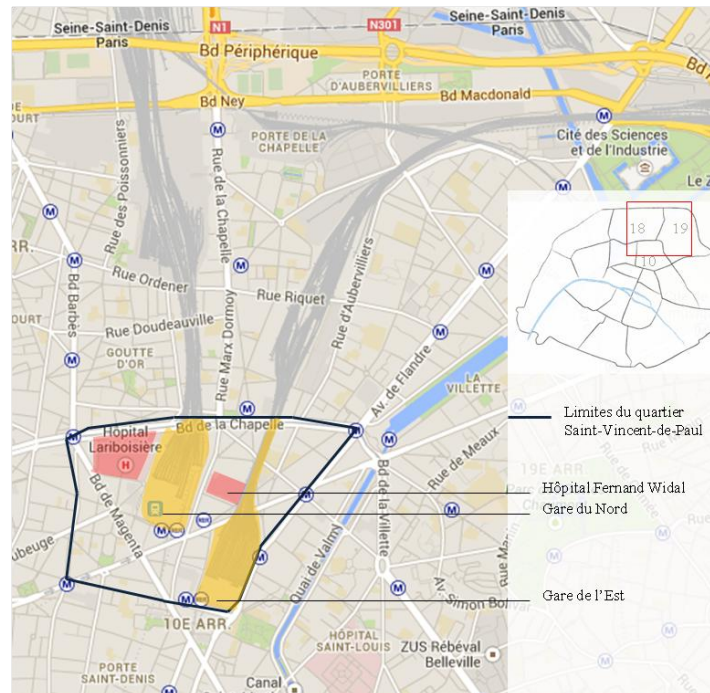 Seine-Saint-Denis
Paris
N1
N301
Seine-Saint-Denis
Paris
Bd Périphérique
PORTE
D'AUBERVILLIERS
Bd Ney
Bd Macdonald
PORTE DE LA
CHAPELLE
Cité des Sciences
et de l'Industrie
Le
Rue des Poissonniers
Rue de la Chapelle
Rue Ordener
Rue Riquet
Rue d'Aubervilliers
Bd Barbès
Rue Doudeauville
Rue Marx Dormoy
GOUTTE
D'OR
Av. de Flandre
LA
VILLETTE
18
19
10
Bd de la Chapelle
Hôpital
Lariboisière
H
Limites du quartier
Saint-Vincent-de-Paul
Rue de Meaux
Bd de la Villette
19E ARR.
Hôpital Fernand Widal
Gare du Nord
Bd de Magenta
Quai de Valmy
Av. Simon Bolivar
Gare de l'Est
10E ARR.
HÔPITAL
SAINT-LOUIS
ZUS Rébéval
Belleville
PORTE
SAINT-DENIS
Canal